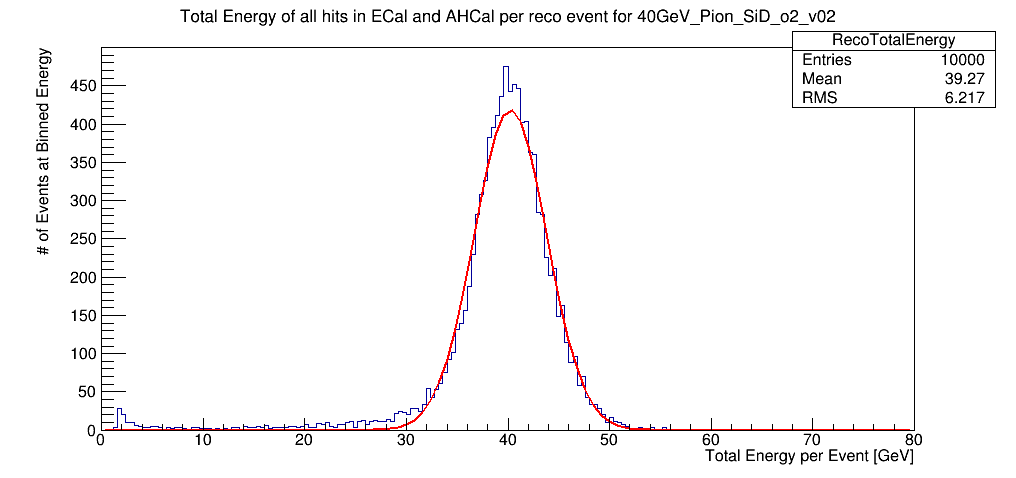 Total Energy of all hits in ECal and AHCal per reco event for 40GeV_Pion_SiD_o2_v02
RecoTotalEnergy
Entries 10000
Mean 39.27
RMS 6.217
# of Events at Binned Energy
450
400
350
300
250
200
150
100
50
0
0 10 20 30 40 50 60 70 80
Total Energy per Event [GeV]